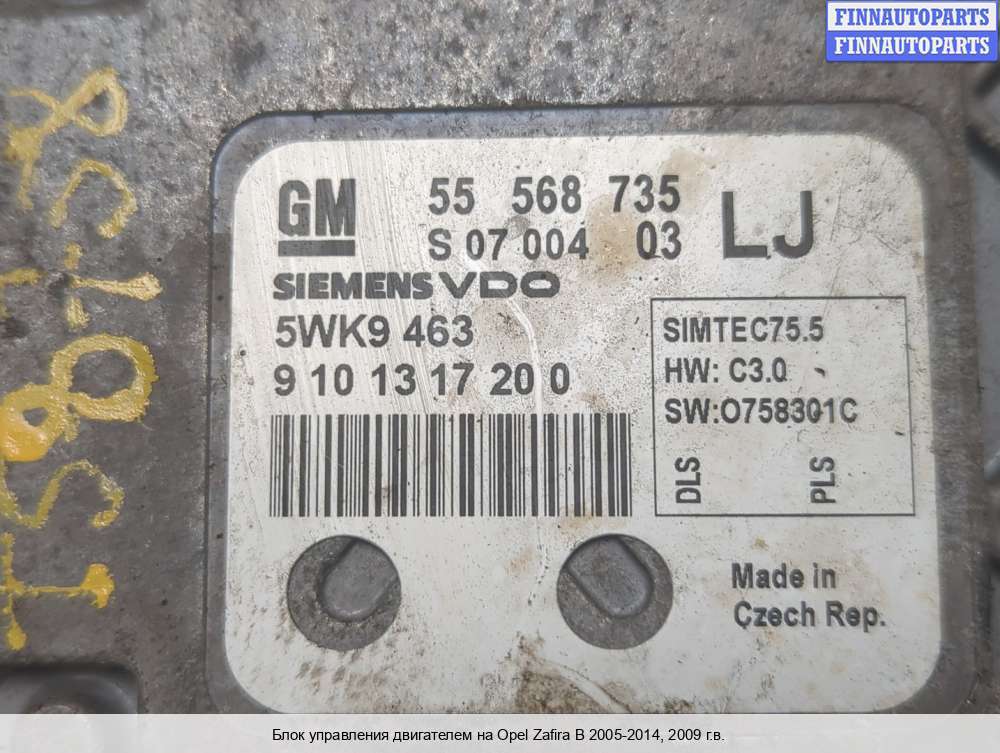 FINNAUTOPARTS
FINNAUTOPARTS
GM 55 568 735 LJ
S 07 004 03
SIEMENS VDO
5WK9 463
9 10 13 17 20 0
SIMTEC75.5
HW: C3.0
SW:O758301C
DLS PLS
Made in
Czech Rep.
Блок управления двигателем на Opel Zafira B 2005-2014, 2009 г.в.